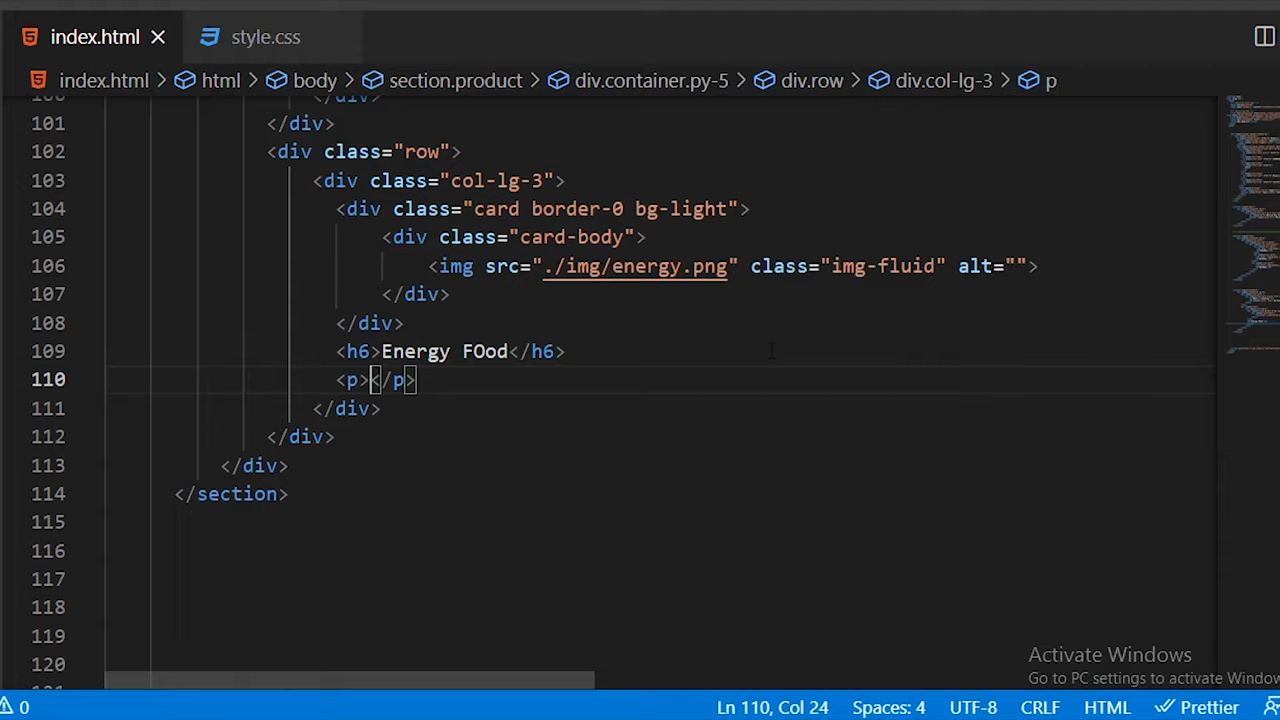 index.html style.css
index.html > html > body > section.product > div.container.py-5 > div.row > div.col-lg-3 > p
100 </div>
101 </div>
102 <div class="row">
103 <div class="col-lg-3">
104 <div class="card border-0 bg-light">
105 <div class="card-body">
106 <img src="./img/energy.png" class="img-fluid" alt="">
107 </div>
108 </div>
109 <h6>Energy FOod</h6>
110 <p></p>
111 </div>
112 </div>
113 </div>
114 </section>
115
116
117
118
119
120
121
Activate Windows
Go to PC settings to activate Window
0 Ln 110, Col 24 Spaces: 4 UTF-8 CRLF HTML Prettier